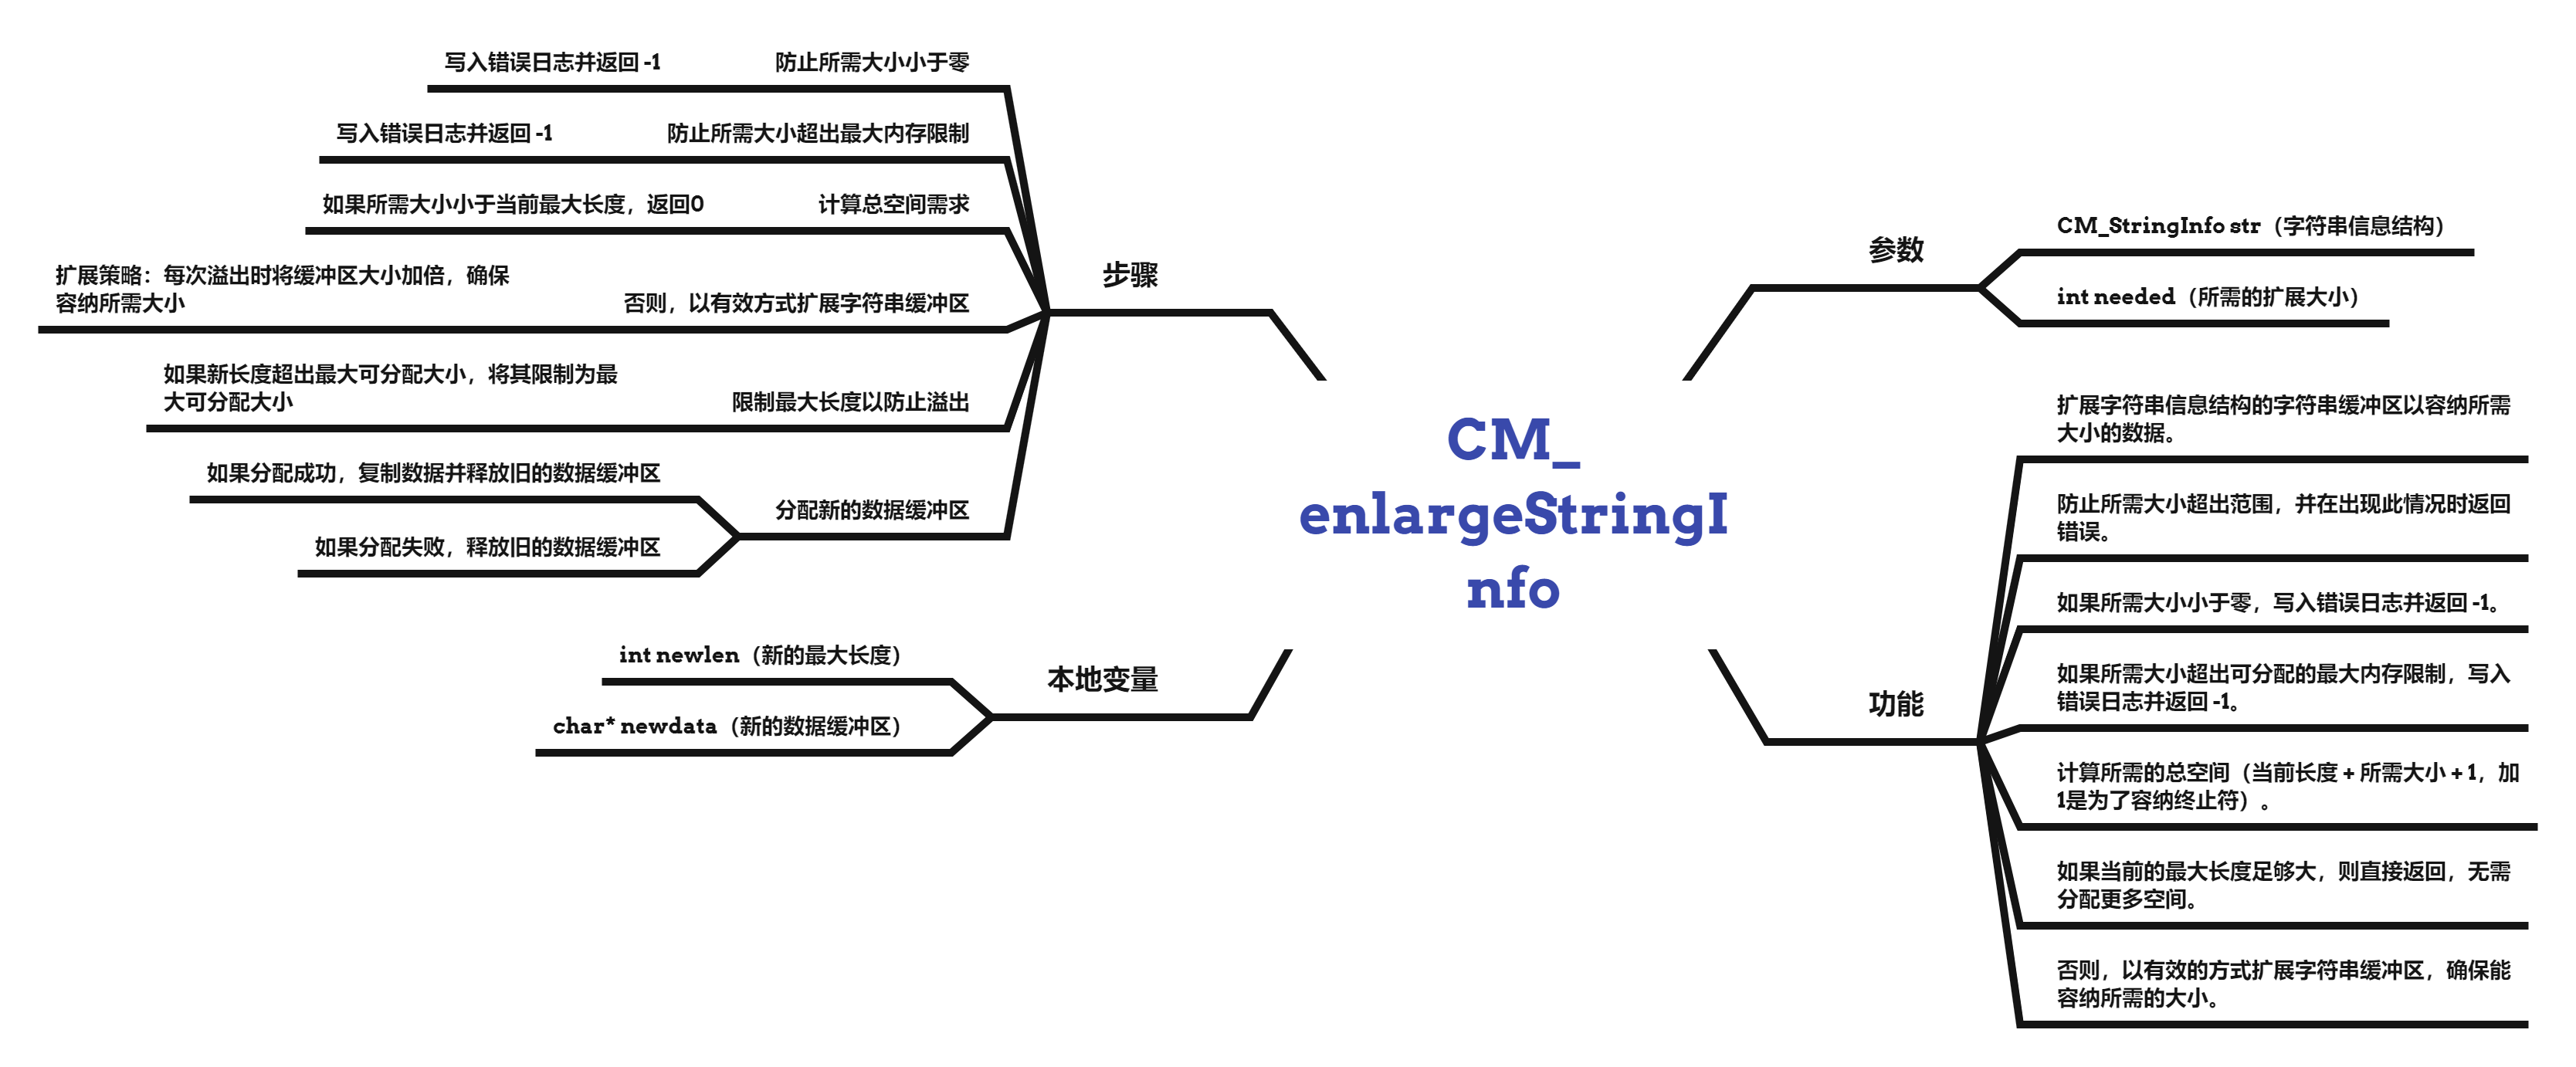 CM_
enlargeStringI
nfo
参数
CM_StringInfo str（字符串信息结构）
int needed（所需的扩展大小）
功能
扩展字符串信息结构的字符串缓冲区以容纳所需
大小的数据。
防止所需大小超出范围，并在出现此情况时返回
错误。
如果所需大小小于零，写入错误日志并返回 -1。
如果所需大小超出可分配的最大内存限制，写入
错误日志并返回 -1。
计算所需的总空间（当前长度 + 所需大小 + 1，加
1是为了容纳终止符）。
如果当前的最大长度足够大，则直接返回，无需
分配更多空间。
否则，以有效的方式扩展字符串缓冲区，确保能
容纳所需的大小。
步骤
防止所需大小小于零
写入错误日志并返回 -1
防止所需大小超出最大内存限制
写入错误日志并返回 -1
计算总空间需求
如果所需大小小于当前最大长度，返回0
否则，以有效方式扩展字符串缓冲区
扩展策略：每次溢出时将缓冲区大小加倍，确保
容纳所需大小
限制最大长度以防止溢出
如果新长度超出最大可分配大小，将其限制为最
大可分配大小
分配新的数据缓冲区
如果分配成功，复制数据并释放旧的数据缓冲区
如果分配失败，释放旧的数据缓冲区
本地变量
int newlen（新的最大长度）
char* newdata（新的数据缓冲区）